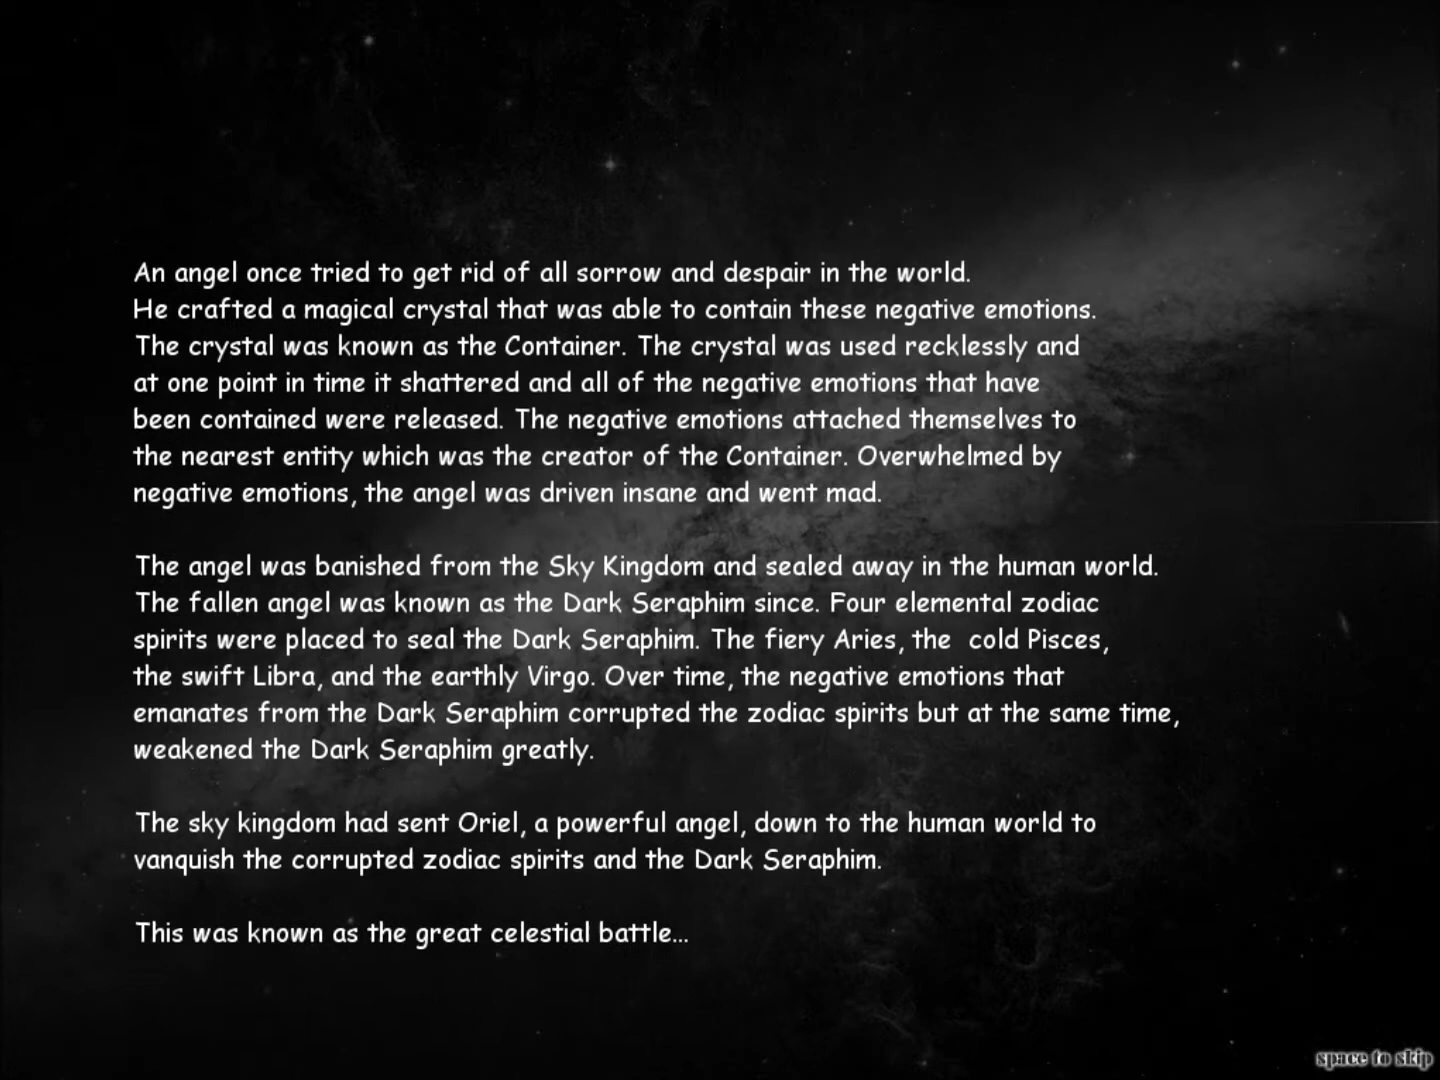 An angel once tried to get rid of all sorrow and despair in the world.
He crafted a magical crystal that was able to contain these negative emotions.
The crystal was known as the Container. The crystal was used recklessly and
at one point in time it shattered and all of the negative emotions that have
been contained were released. The negative emotions attached themselves to
the nearest entity which was the creator of the Container. Overwhelmed by
negative emotions, the angel was driven insane and went mad.
The angel was banished from the Sky Kingdom and sealed away in the human world.
The fallen angel was known as the Dark Seraphim since. Four elemental zodiac
spirits were placed to seal the Dark Seraphim. The fiery Aries, the  cold Pisces,
the swift Libra, and the earthly Virgo. Over time, the negative emotions that
emanates from the Dark Seraphim corrupted the zodiac spirits but at the same time,
weakened the Dark Seraphim greatly.
The sky kingdom had sent Oriel, a powerful angel, down to the human world to
vanquish the corrupted zodiac spirits and the Dark Seraphim.
This was known as the great celestial battle...
space to skip